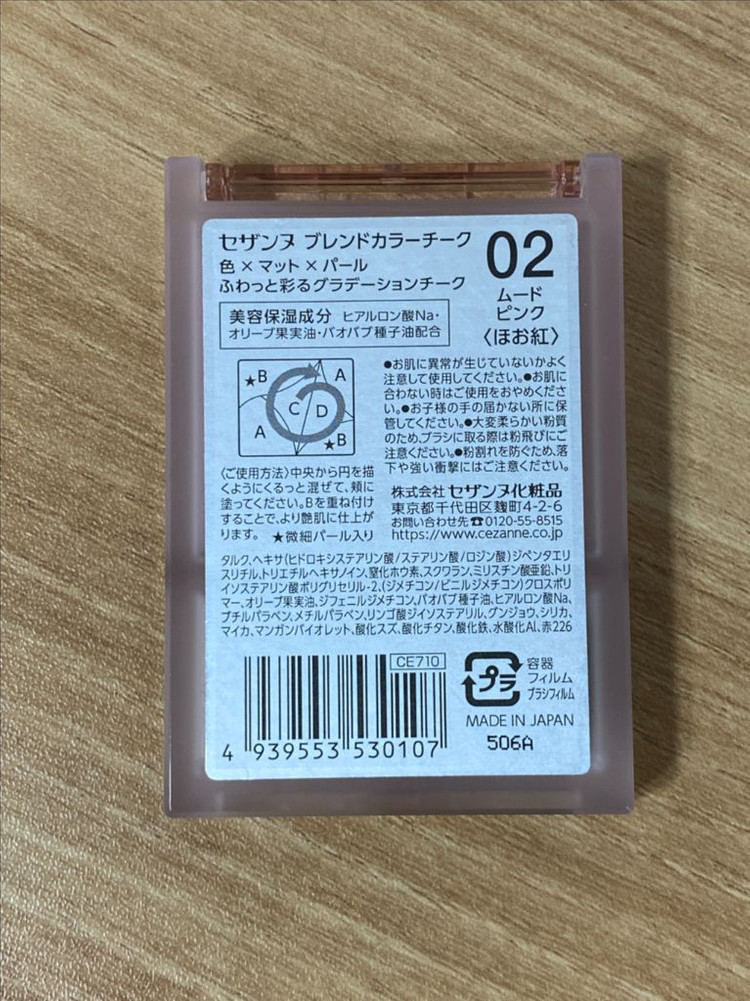 セザンヌ ブレンドカラーチーク
色×マット×パール
ふわっと彩るグラデーションチーク
02
ムード
ピンク
〈ほお紅〉
美容保湿成分 ヒアルロン酸Na・
オリーブ果実油・バオバブ種子油配合
★B
A
C D
A
★B
●お肌に異常が生じていないかよく
注意して使用してください。●お肌に
合わない時はご使用をおやめくださ
い。●お子様の手の届かない所に保
管してください。●大変柔らかい粉質
のため、ブラシに取る際は粉飛びにご
注意ください。●粉割れを防ぐため、落
下や強い衝撃にはご注意ください。
〈ご使用方法〉中央から円を描
くようにくるっと混ぜて、頬に
塗ってください。Bを重ね付け
することで、より艶肌に仕上が
ります。 ★微細パール入り
株式会社 セザンヌ化粧品
東京都千代田区麹町4-2-6
お問い合わせ先☎0120-55-8515
https://www.cezanne.co.jp
タルク、ヘキサ(ヒドロキシステアリン酸/ステアリン酸/ロジン酸)ジペンタエリ
スリチル、トリエチルヘキサノイン、窒化ホウ素、スクワラン、ミリスチン酸亜鉛、トリ
イソステアリン酸ポリグリセリル-2、(ジメチコン/ビニルジメチコン)クロスポリ
マー、オリーブ果実油、ジフェニルジメチコン、バオバブ種子油、ヒアルロン酸Na、
ブチルパラベン、メチルパラベン、リンゴ酸ジイソステアリル、グンジョウ、シリカ、
マイカ、マンガンバイオレット、酸化スズ、酸化チタン、酸化鉄、水酸化Al、赤226
CE710
4 939553 530107
プラ
容器
フィルム
ブラシフィルム
MADE IN JAPAN
506A